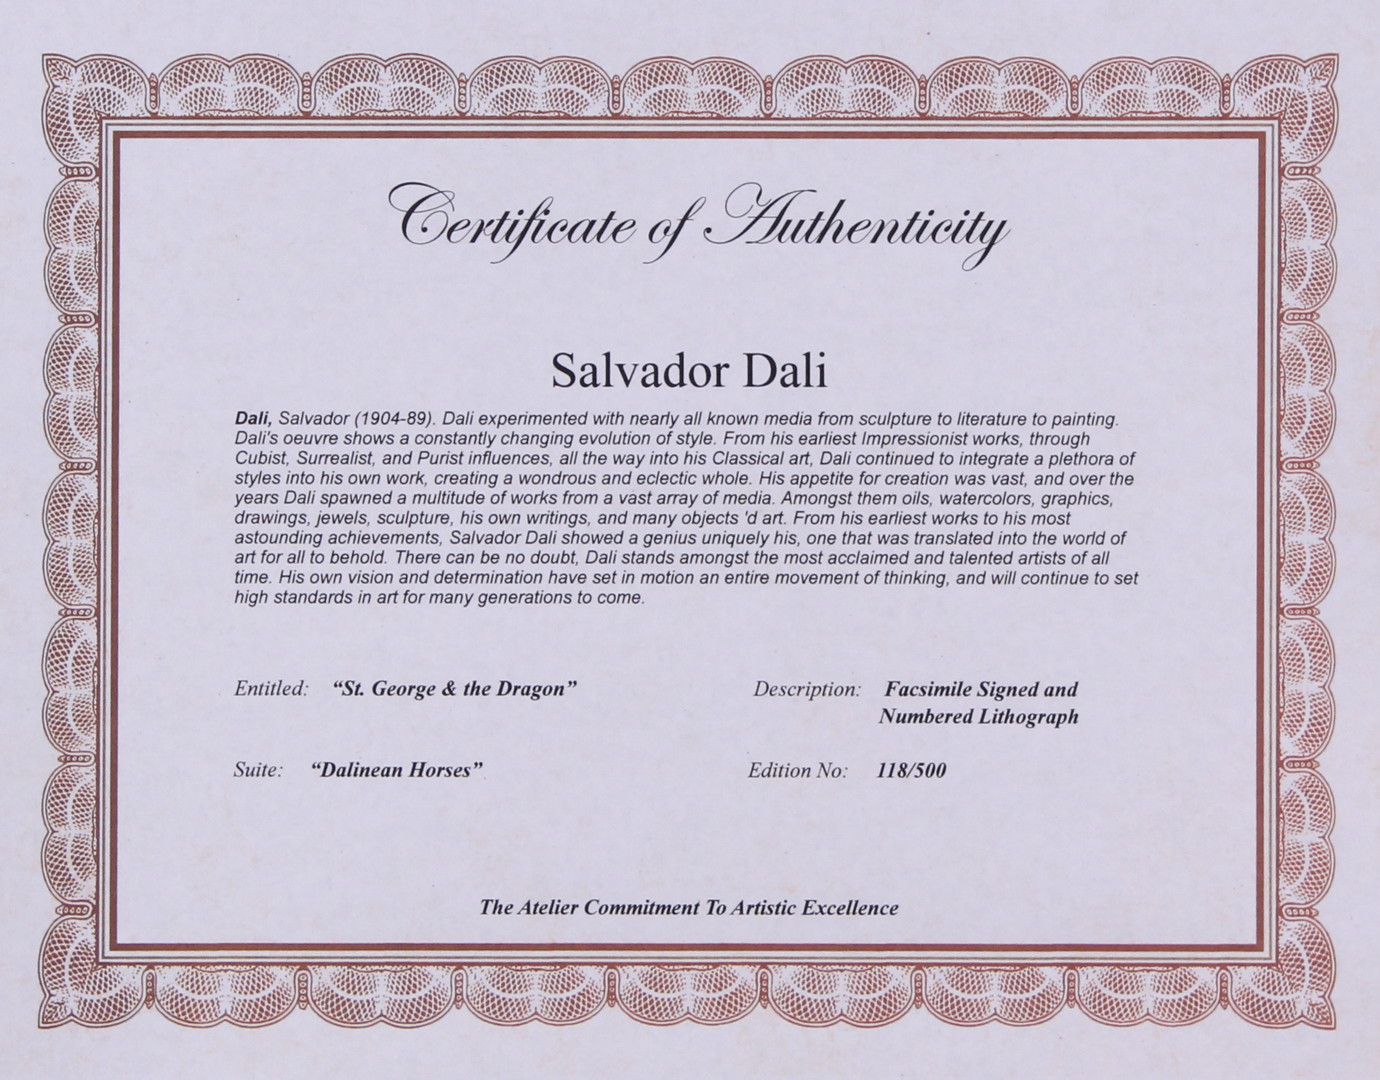 Certificate of Authenticity
Salvador Dali
Dali, Salvador (1904-89). Dali experimented with nearly all known media from sculpture to literature to painting.
Dali's oeuvre shows a constantly changing evolution of style. From his earliest Impressionist works, through
Cubist, Surrealist, and Purist influences, all the way into his Classical art, Dali continued to integrate a plethora of
styles into his own work, creating a wondrous and eclectic whole. His appetite for creation was vast, and over the
years Dali spawned a multitude of works from a vast array of media. Amongst them oils, watercolors, graphics,
drawings, jewels, sculpture, his own writings, and many objects 'd art. From his earliest works to his most
astounding achievements, Salvador Dali showed a genius uniquely his, one that was translated into the world of
art for all to behold. There can be no doubt, Dali stands amongst the most acclaimed and talented artists of all
time. His own vision and determination have set in motion an entire movement of thinking, and will continue to set
high standards in art for many generations to come.
Entitled: “St. George & the Dragon”
Description: Facsimile Signed and
Numbered Lithograph
Suite: “Dalinean Horses”
Edition No: 118/500
The Atelier Commitment To Artistic Excellence